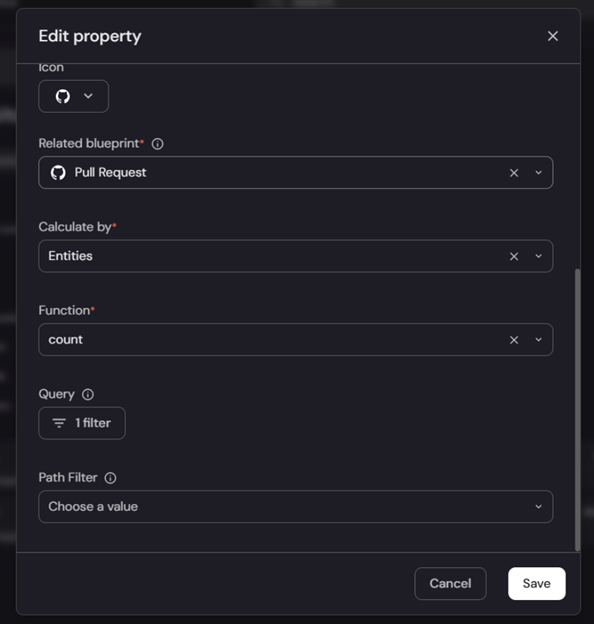 Edit property
Icon
Related blueprint*
Pull Request
Calculate by*
Entities
Function*
count
Query
1 filter
Path Filter
Choose a value
Cancel
Save